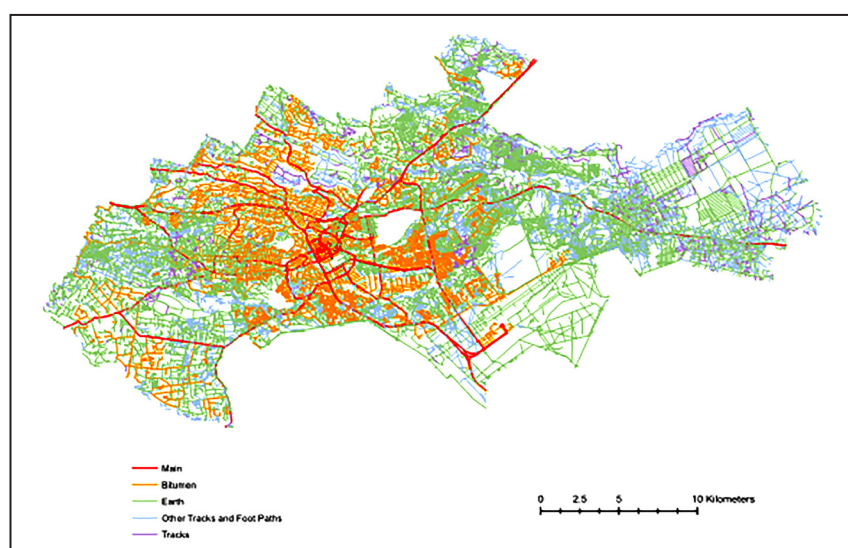 Main
Bitumen
Earth
Other Tracks and Foot Paths
Tracks
0 2.5 5 10 Kilometers